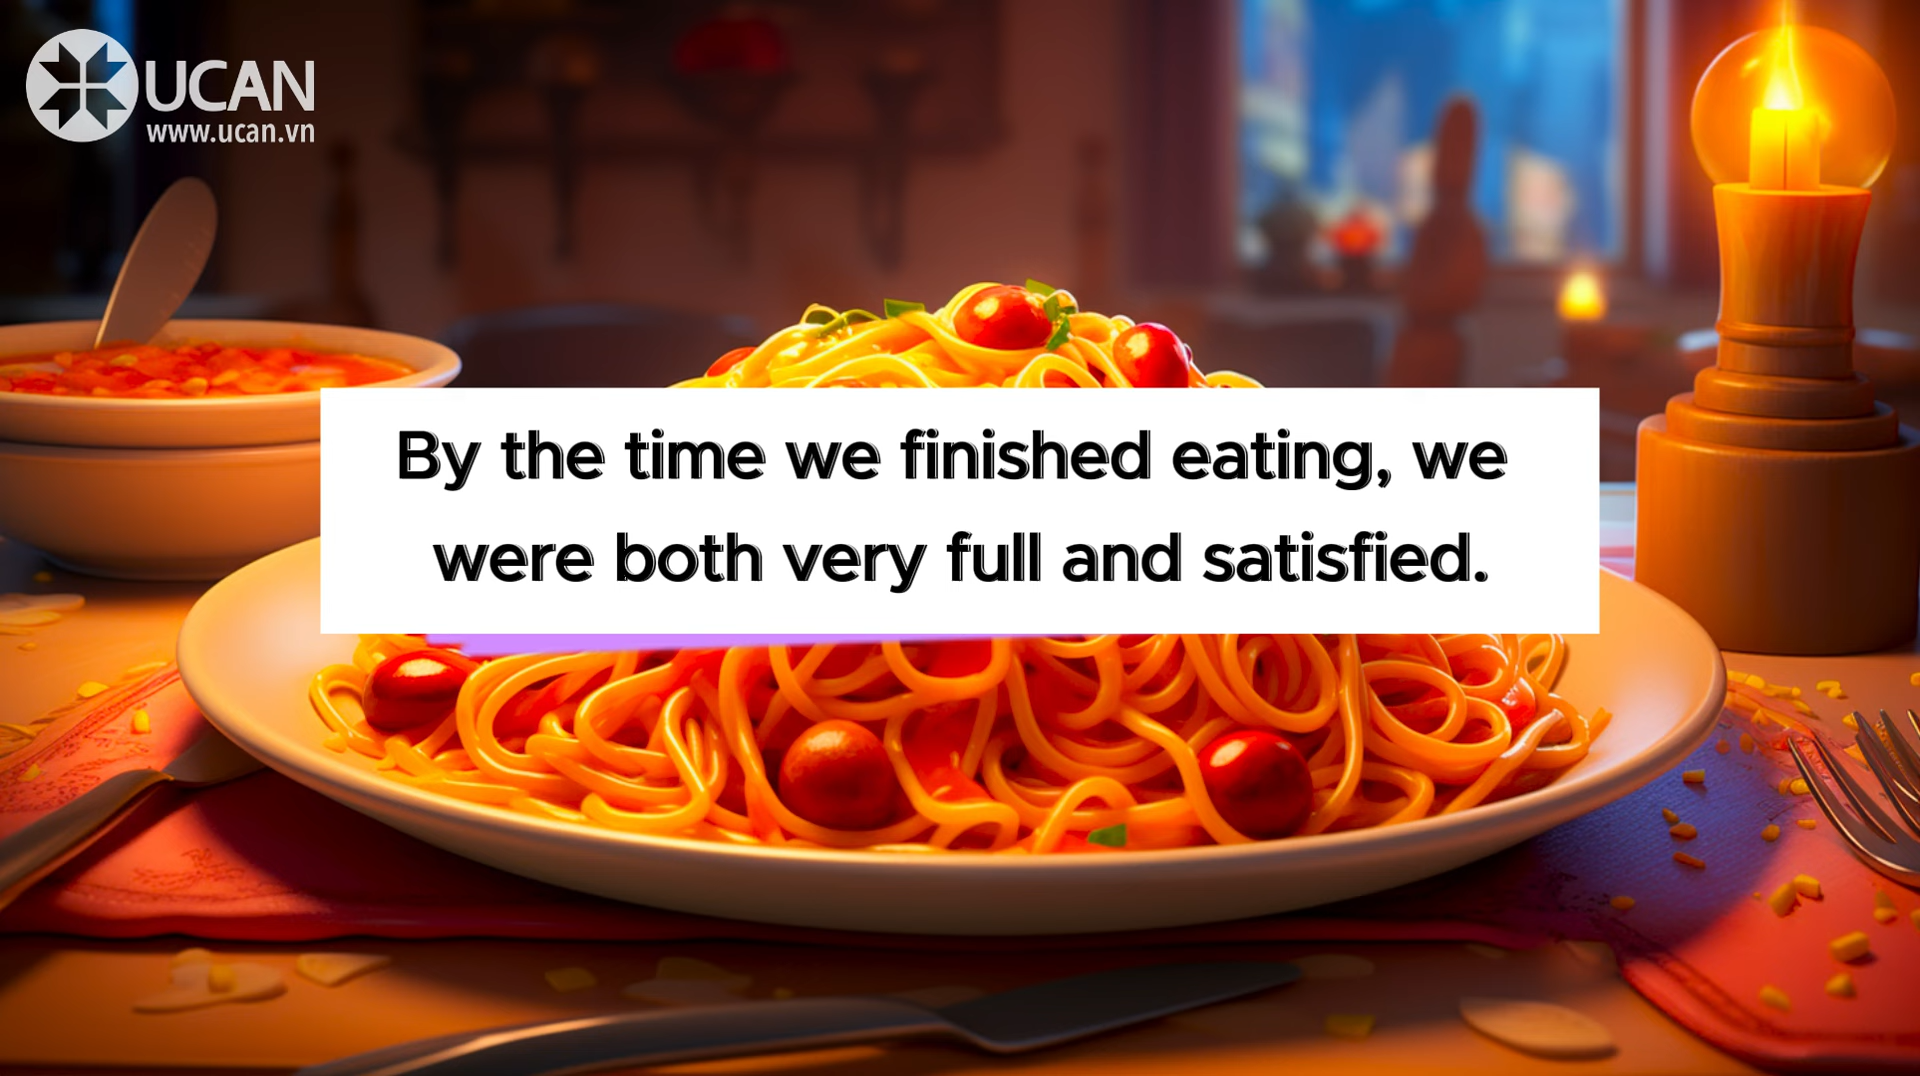 UCAN
www.ucan.vn
By the time we finished eating, we
were both very full and satisfied.